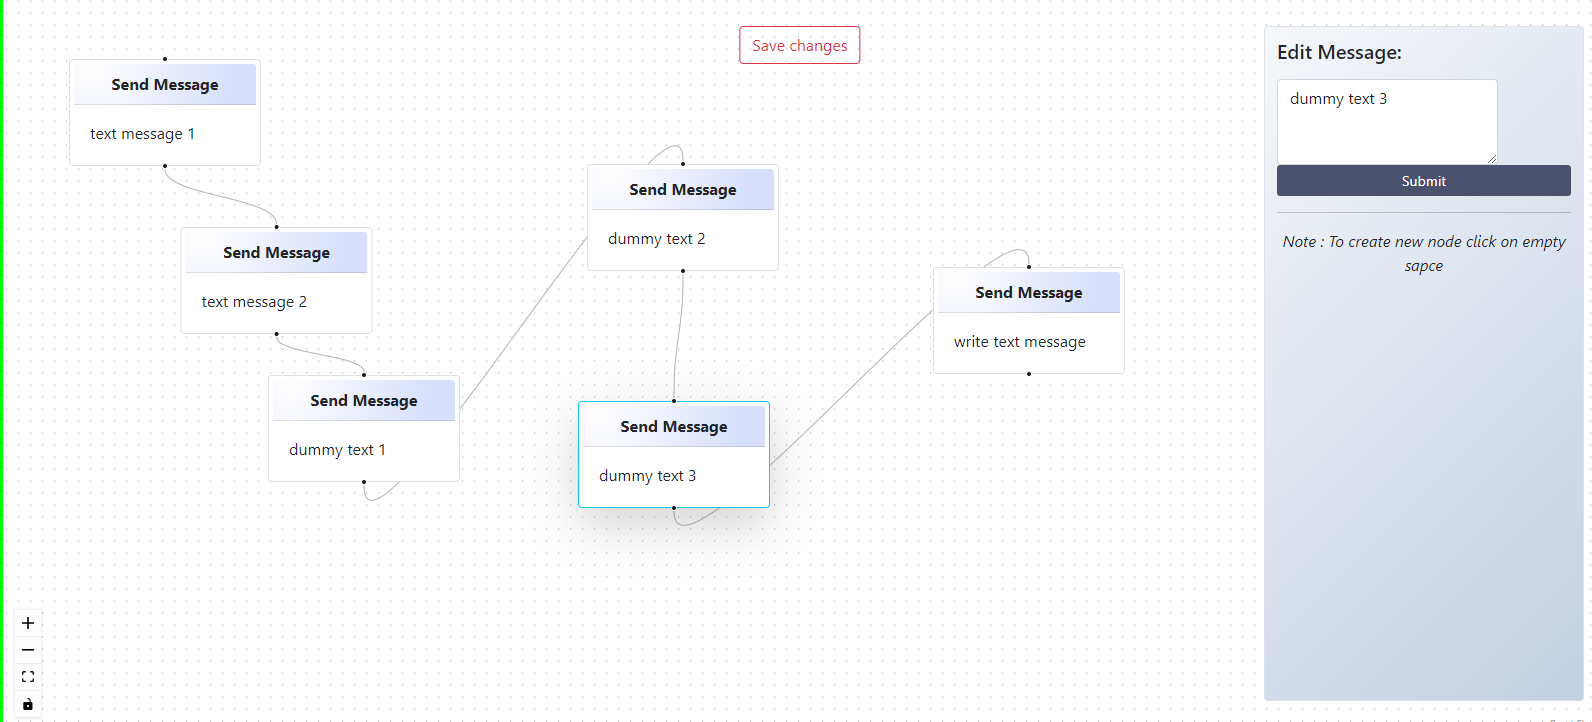 Save changes
Send Message
text message 1
Send Message
text message 2
Send Message
dummy text 1
Send Message
dummy text 2
Send Message
dummy text 3
Send Message
write text message
Edit Message:
dummy text 3
Submit
Note : To create new node click on empty
sapce